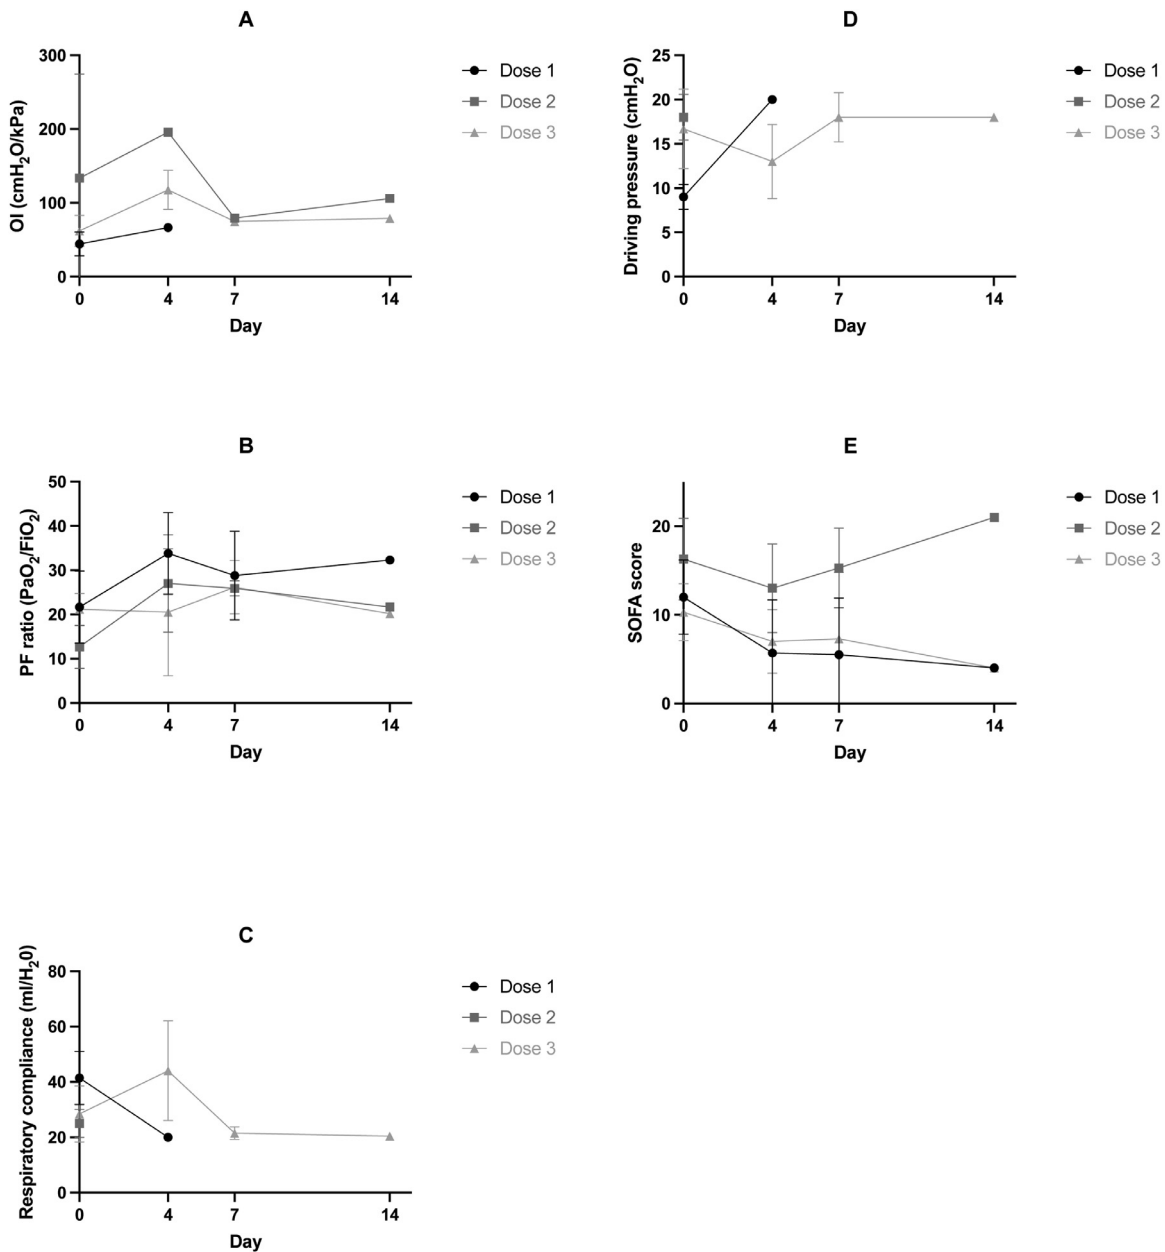 A
OI (cmH2O/kPa)
300
200
100
0
0 4 7 14
Day
Dose 1
Dose 2
Dose 3
D
Driving pressure (cmH2O)
25
20
15
10
5
0
0 4 7 14
Day
Dose 1
Dose 2
Dose 3
B
PF ratio (PaO2/FiO2)
50
40
30
20
10
0
0 4 7 14
Day
Dose 1
Dose 2
Dose 3
E
SOFA score
20
10
0
0 4 7 14
Day
Dose 1
Dose 2
Dose 3
C
Respiratory compliance (ml/H20)
80
60
40
20
0
0 4 7 14
Day
Dose 1
Dose 2
Dose 3